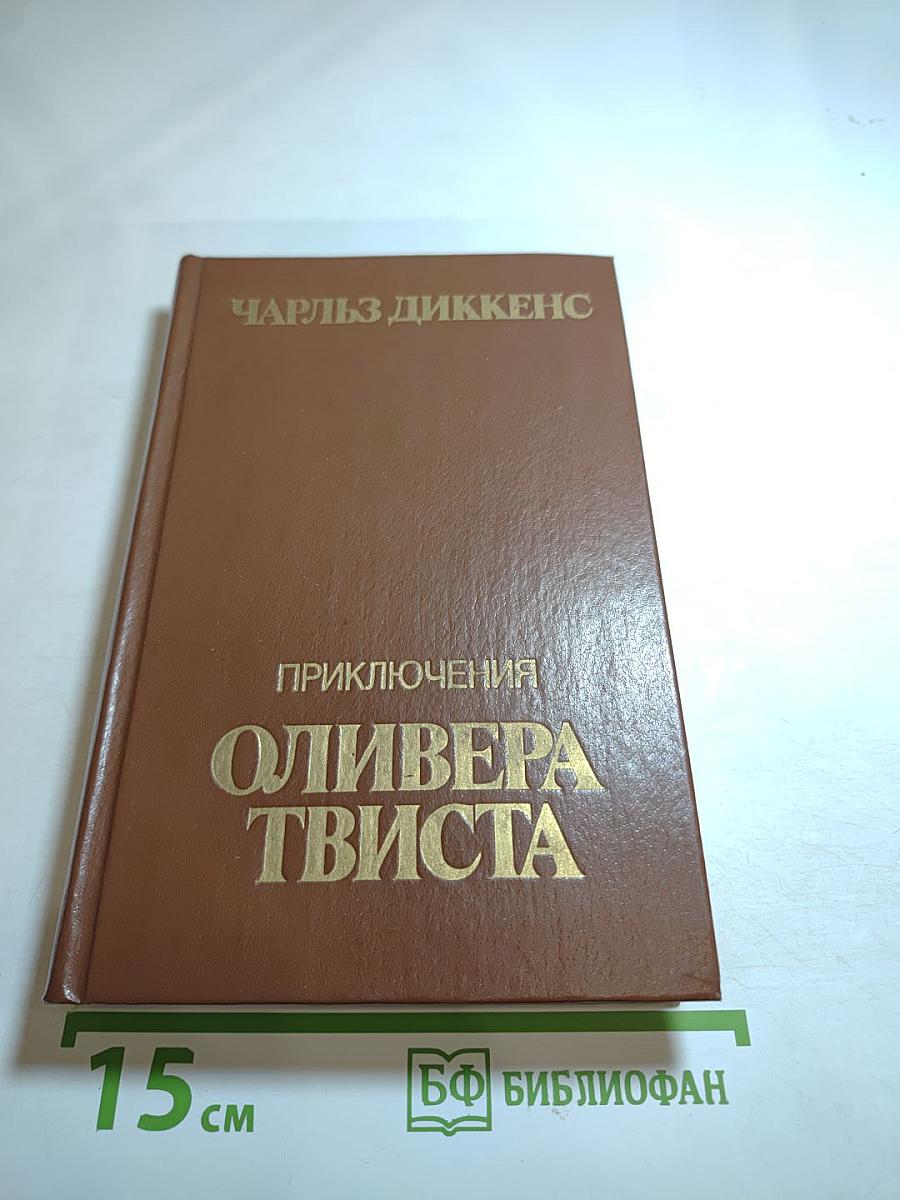 ЧАРЛЬЗ ДИККЕНС
ПРИКЛЮЧЕНИЯ
ОЛИВЕРА
ТВИСТА
15 см
БФ БИБЛИОФАН